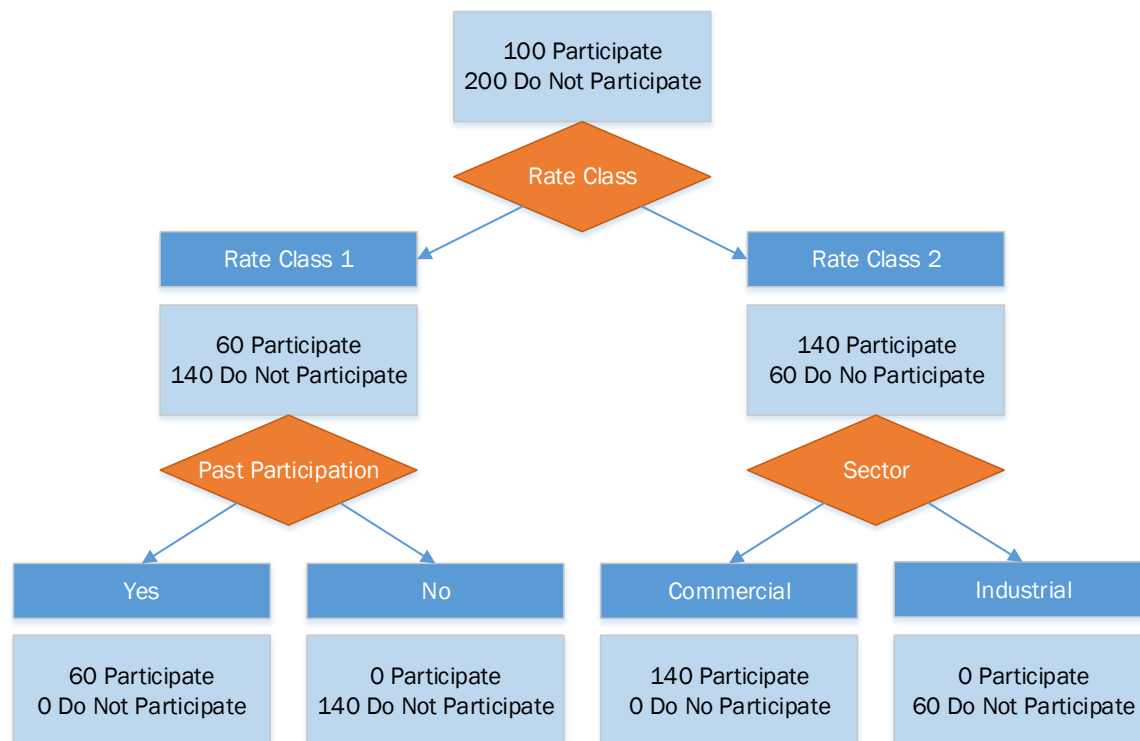 100 Participate
200 Do Not Participate
Rate Class
Rate Class 1
Rate Class 2
60 Participate
140 Do Not Participate
140 Participate
60 Do No Participate
Past Participation
Sector
Yes
No
Commercial
Industrial
60 Participate
0 Do Not Participate
0 Participate
140 Do Not Participate
140 Participate
0 Do No Participate
0 Participate
60 Do Not Participate